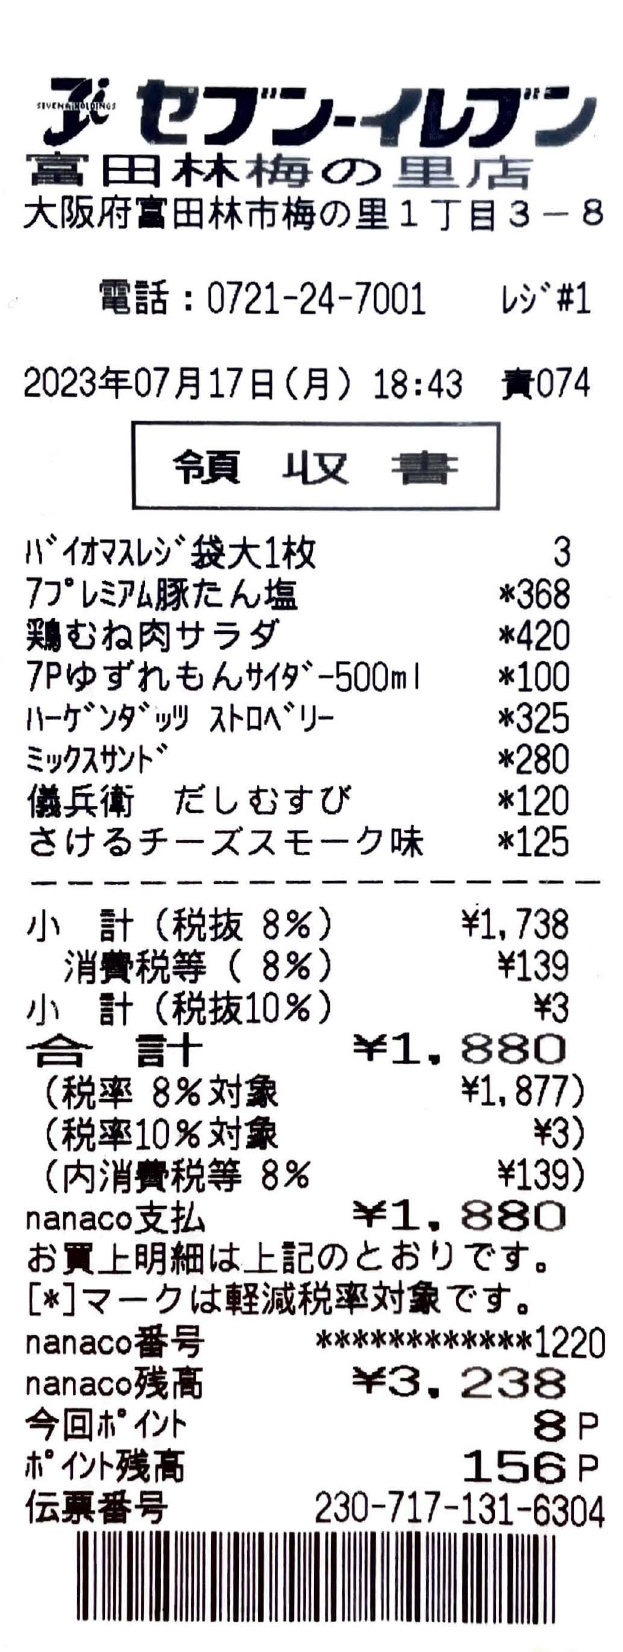 SEVEN&iHOLDINGS
セブン-イレブン
富田林梅の里店
大阪府富田林市梅の里1丁目3-8
電話:0721-24-7001 レジ#1
2023年07月17日(月) 18:43 責074
領 収 書
バイオマスレジ袋大1枚 3
7プレミアム豚たん塩 *368
鶏むね肉サラダ *420
7Pゆずれもんサイダー500ml *100
ハーゲンダッツ ストロベリー *325
ミックスサンド *280
儀兵衛 だしむすび *120
さけるチーズスモーク味 *125
小 計(税抜 8%) ¥1,738
消費税等( 8%) ¥139
小 計(税抜10%) ¥3
合 計 ¥1,880
(税率 8%対象 ¥1,877)
(税率10%対象 ¥3)
(内消費税等 8% ¥139)
nanaco支払 ¥1,880
お買上明細は上記のとおりです。
[*]マークは軽減税率対象です。
nanaco番号 ************1220
nanaco残高 ¥3,238
今回ポイント 8P
ポイント残高 156P
伝票番号 230-717-131-6304